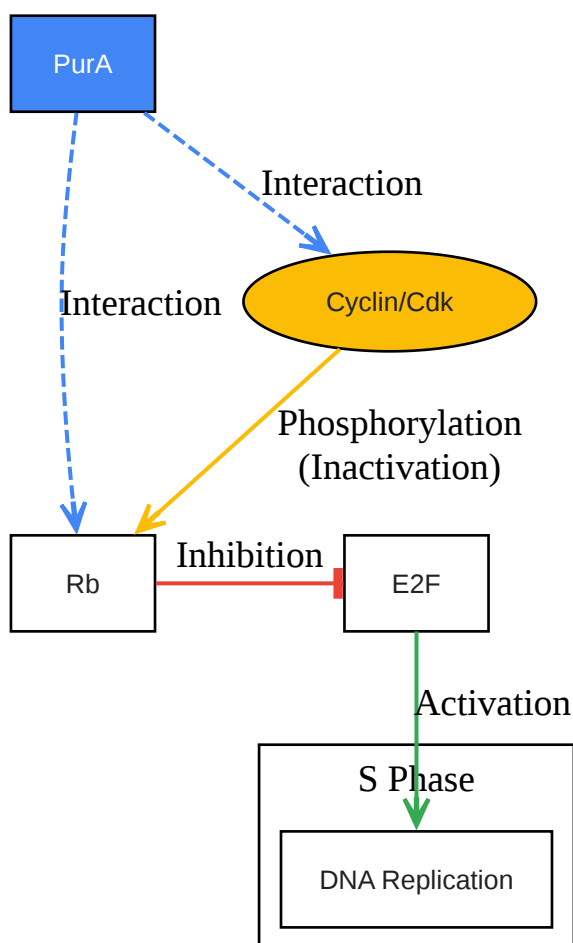 PurA
Interaction
Interaction
Cyclin/Cdk
Phosphorylation
(Inactivation)
Rb
Inhibition
E2F
Activation
S Phase
DNA Replication